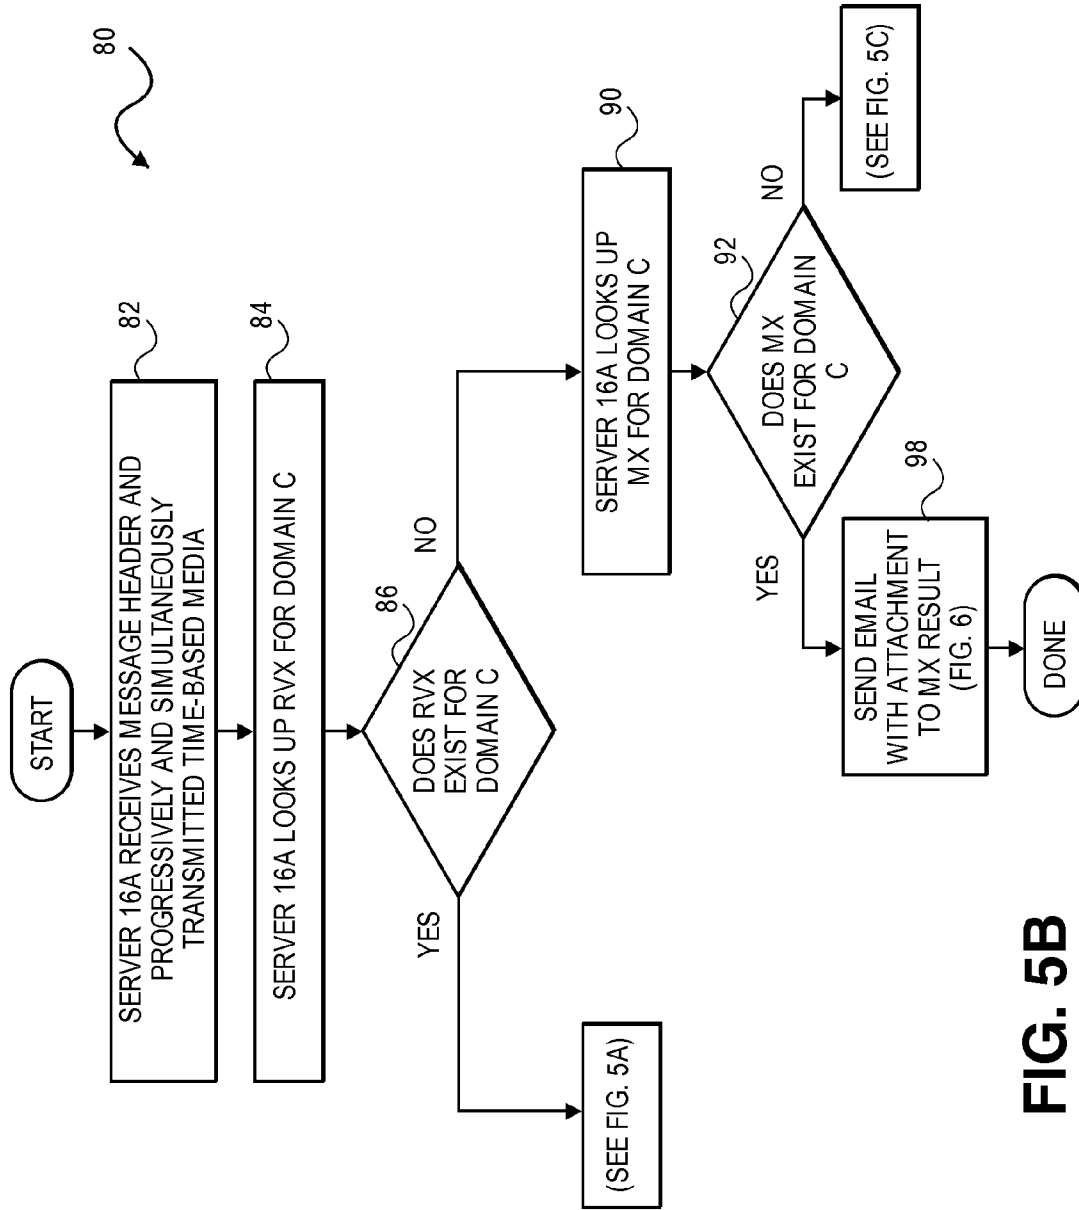 80
START
82
SERVER 16A RECEIVES MESSAGE HEADER AND
PROGRESSIVELY AND SIMULTANEOUSLY
TRANSMITTED TIME-BASED MEDIA
84
SERVER 16A LOOKS UP RVX FOR DOMAIN C
86
DOES RVX
EXIST FOR
DOMAIN C
YES
NO
(SEE FIG. 5A)
90
SERVER 16A LOOKS UP
MX FOR DOMAIN C
92
DOES MX
EXIST FOR DOMAIN
C
YES
NO
98
SEND EMAIL
WITH ATTACHMENT
TO MX RESULT
(FIG. 6)
(SEE FIG. 5C)
DONE
FIG. 5B